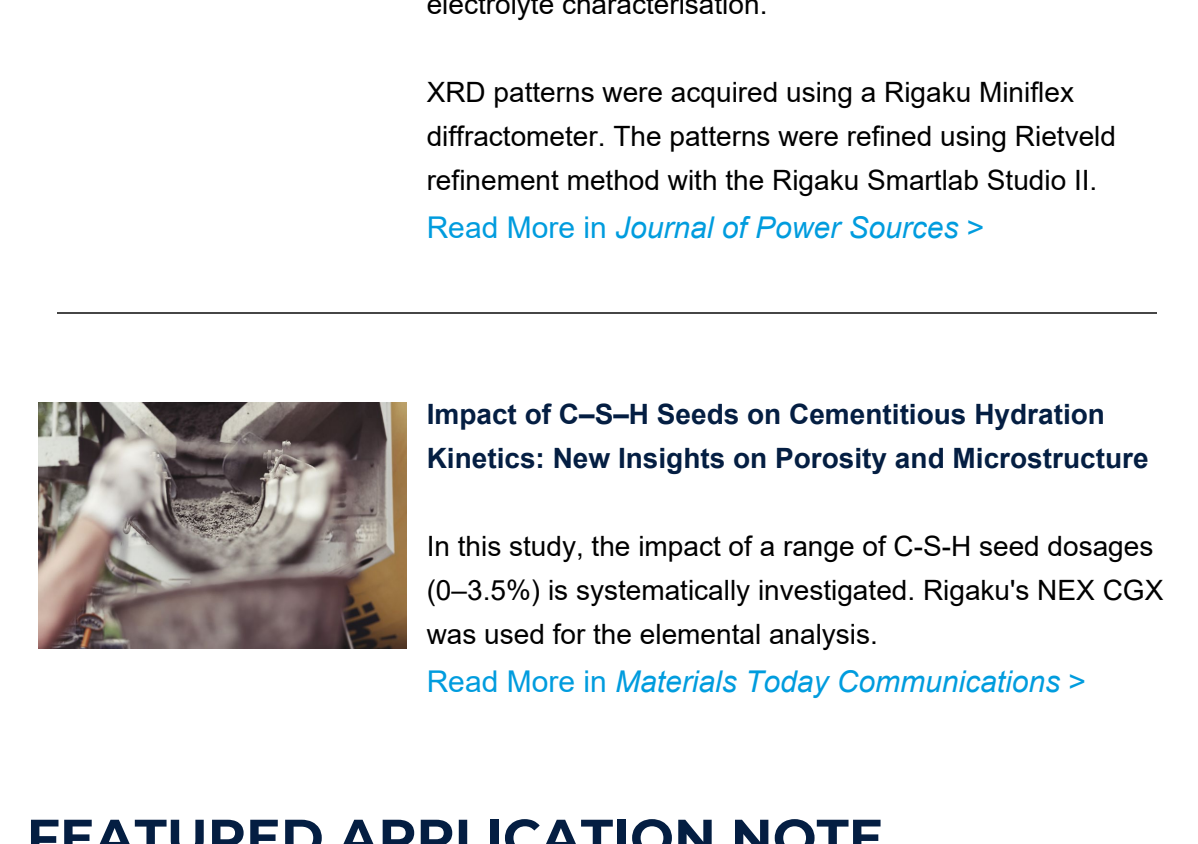 electrolyte characterisation.
XRD patterns were acquired using a Rigaku Miniflex
diffractometer. The patterns were refined using Rietveld
refinement method with the Rigaku Smartlab Studio II.
Read More in Journal of Power Sources >
Impact of C–S–H Seeds on Cementitious Hydration
Kinetics: New Insights on Porosity and Microstructure
In this study, the impact of a range of C-S-H seed dosages
(0–3.5%) is systematically investigated. Rigaku's NEX CGX
was used for the elemental analysis.
Read More in Materials Today Communications >
FEATURED APPLICATION NOTE